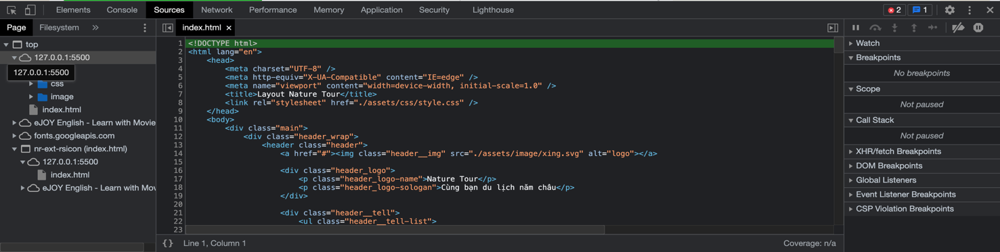 Elements Console Sources Network Performance Memory Application Security Lighthouse 2 1
Page Filesystem » index.html ×
top
127.0.0.1:5500
127.0.0.1:5500
css
image
index.html
eJOY English - Learn with Movie
fonts.googleapis.com
nr-ext-rsicon (index.html)
127.0.0.1:5500
index.html
eJOY English - Learn with Mov
1 <!DOCTYPE html>
2 <html lang="en">
3 <head>
4 <meta charset="UTF-8" />
5 <meta http-equiv="X-UA-Compatible" content="IE=edge" />
6 <meta name="viewport" content="width=device-width, initial-scale=1.0" />
7 <title>Layout Nature Tour</title>
8 <link rel="stylesheet" href="./assets/css/style.css" />
9 </head>
10 <body>
11 <div class="main">
12 <div class="header_wrap">
13 <header class="header">
14 <a href="#"><img class="header__img" src="./assets/image/xing.svg" alt="logo"></a>
15
16 <div class="header_logo">
17 <p class="header_logo-name">Nature Tour</p>
18 <p class="header_logo-sologan">Cùng bạn du lịch năm châu</p>
19 </div>
20
21 <div class="header__tell">
22 <ul class="header__tell-list">
23
{} Line 1, Column 1 Coverage: n/a
Watch
Breakpoints
No breakpoints
Scope
Not paused
Call Stack
Not paused
XHR/fetch Breakpoints
DOM Breakpoints
Global Listeners
Event Listener Breakpoints
CSP Violation Breakpoints